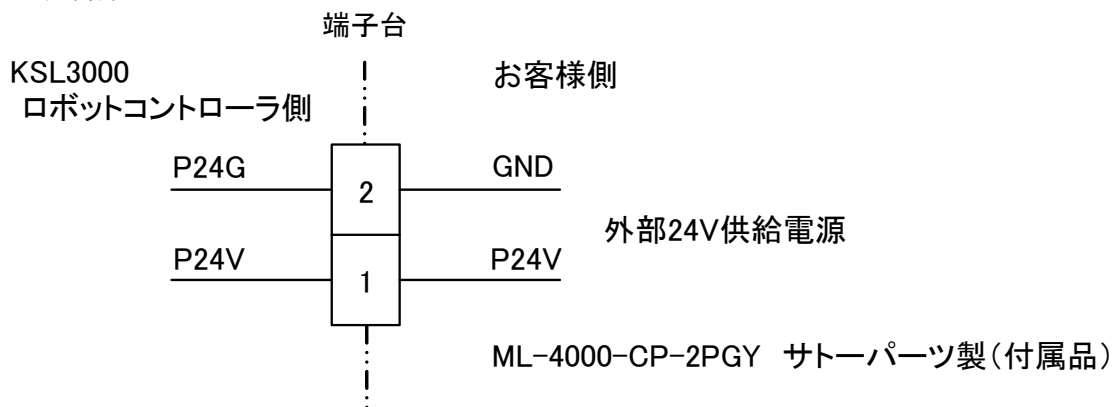 端子台
KSL3000
お客様側
ロボットコントローラ側
P24G
2
GND
外部24V供給電源
P24V
1
P24V
ML-4000-CP-2PGY サトーパーツ製(付属品)